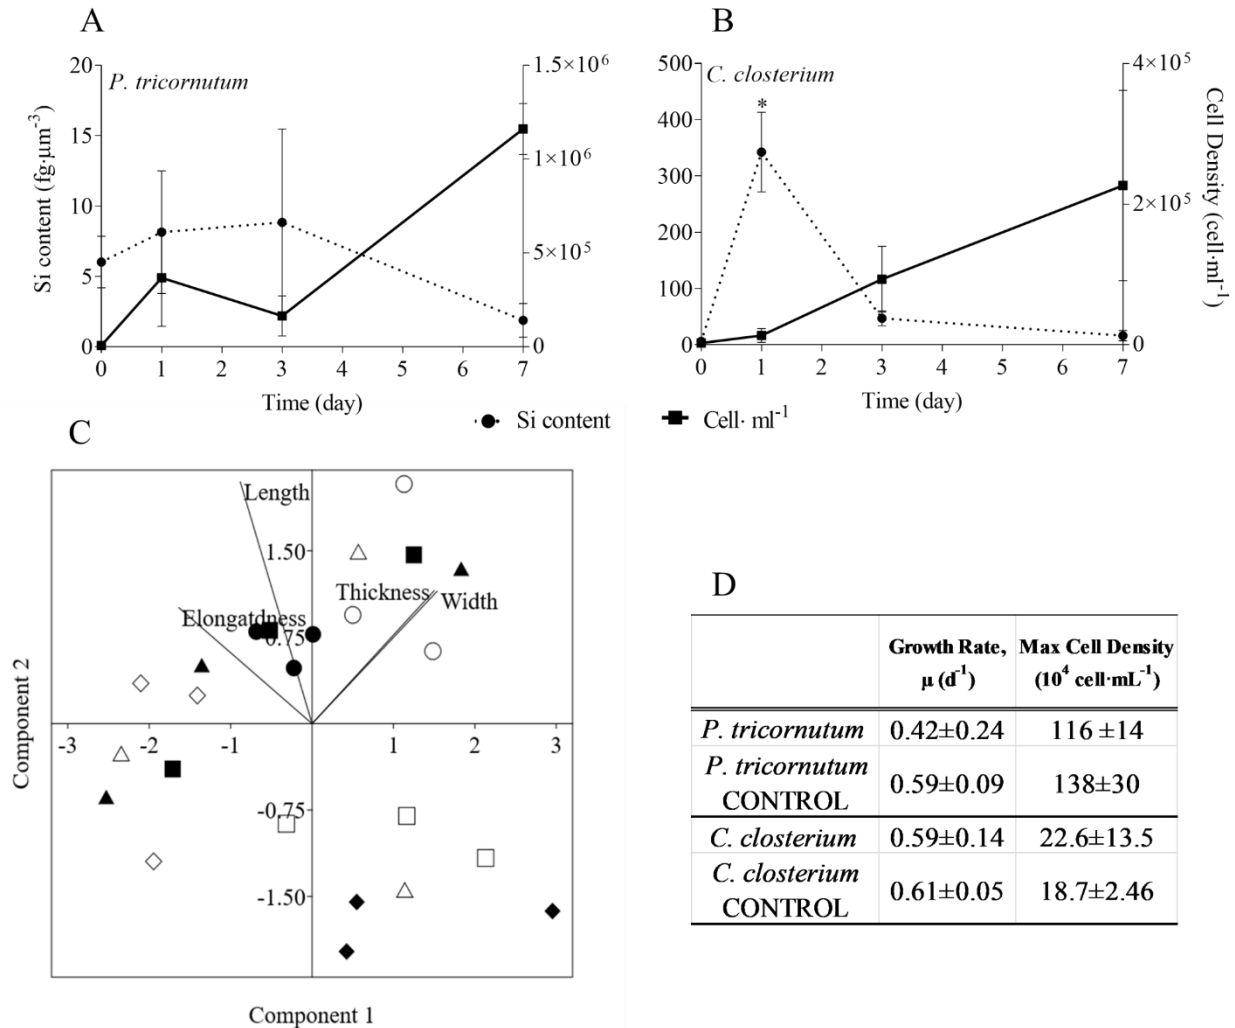 A
20
15
10
5
0
Si content (fg·µm-3)
P. tricornutum
1.5×10^6
1×10^6
5×10^5
0
0 1 2 3 4 5 6 7
Time (day)
B
500
400
300
200
100
0
C. closterium
*
4×10^5
2×10^5
0
Cell Density (cell·ml-1)
0 1 2 3 4 5 6 7
Time (day)
Si content
Cell· ml-1
C
Length
1.50
Thickness
Width
Elongatdness
0.75
-3 -2 -1 1 2 3
-0.75
-1.50
Component 2
Component 1
D
Growth Rate, Max Cell Density
µ (d-1) (10^4 cell·mL-1)
P. tricornutum 0.42±0.24 116 ±14
P. tricornutum
CONTROL 0.59±0.09 138±30
C. closterium 0.59±0.14 22.6±13.5
C. closterium
CONTROL 0.61±0.05 18.7±2.46